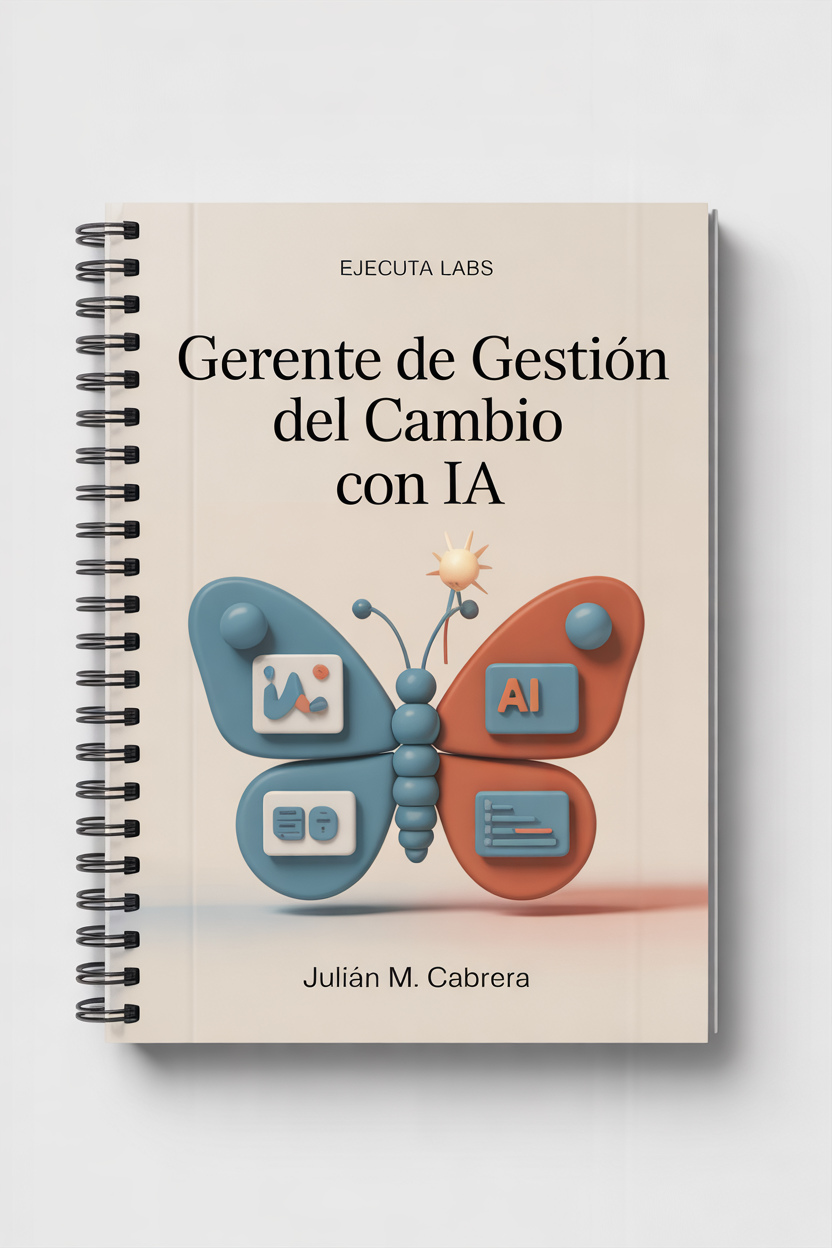 EJECUTA LABS
Gerente de Gestión
del Cambio
con IA
AI
Julián M. Cabrera